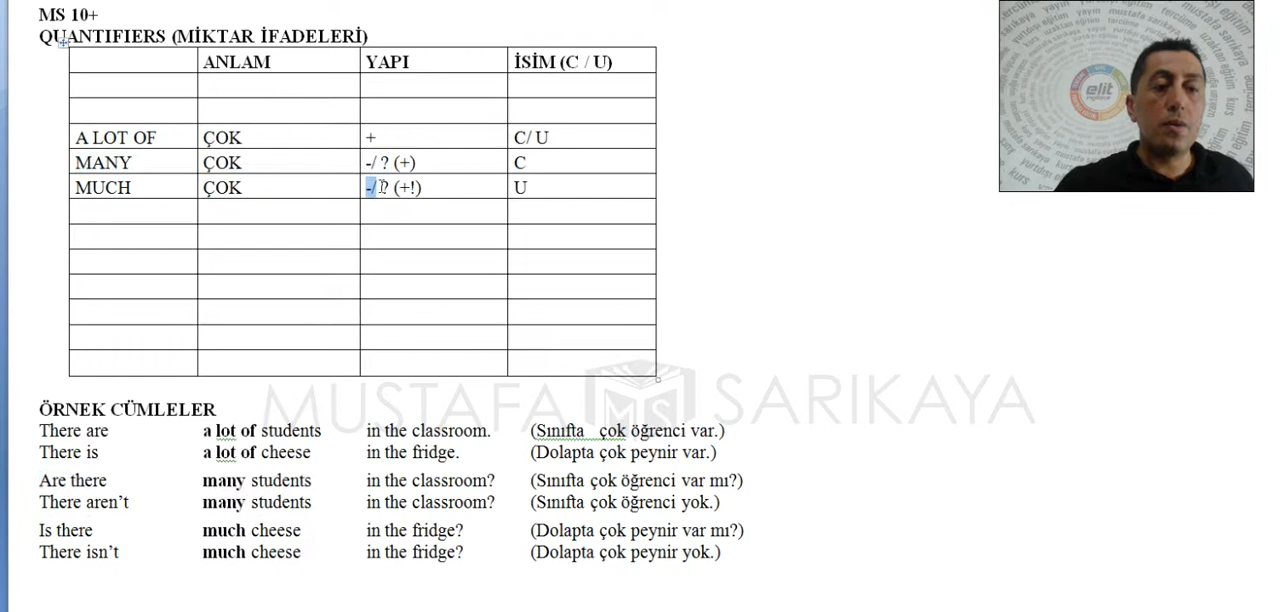 MS 10+
QUANTIFIERS (MİKTAR İFADELERİ)
ANLAM YAPI İSİM (C / U)
A LOT OF ÇOK + C/ U
MANY ÇOK -/ ? (+) C
MUCH ÇOK -/ ? (+!) U
MUSTAFA MS SARIKAYA
ÖRNEK CÜMLELER
There are a lot of students in the classroom. (Sınıfta çok öğrenci var.)
There is a lot of cheese in the fridge. (Dolapta çok peynir var.)
Are there many students in the classroom? (Sınıfta çok öğrenci var mı?)
There aren't many students in the classroom? (Sınıfta çok öğrenci yok.)
Is there much cheese in the fridge? (Dolapta çok peynir var mı?)
There isn't much cheese in the fridge? (Dolapta çok peynir yok.)
elit